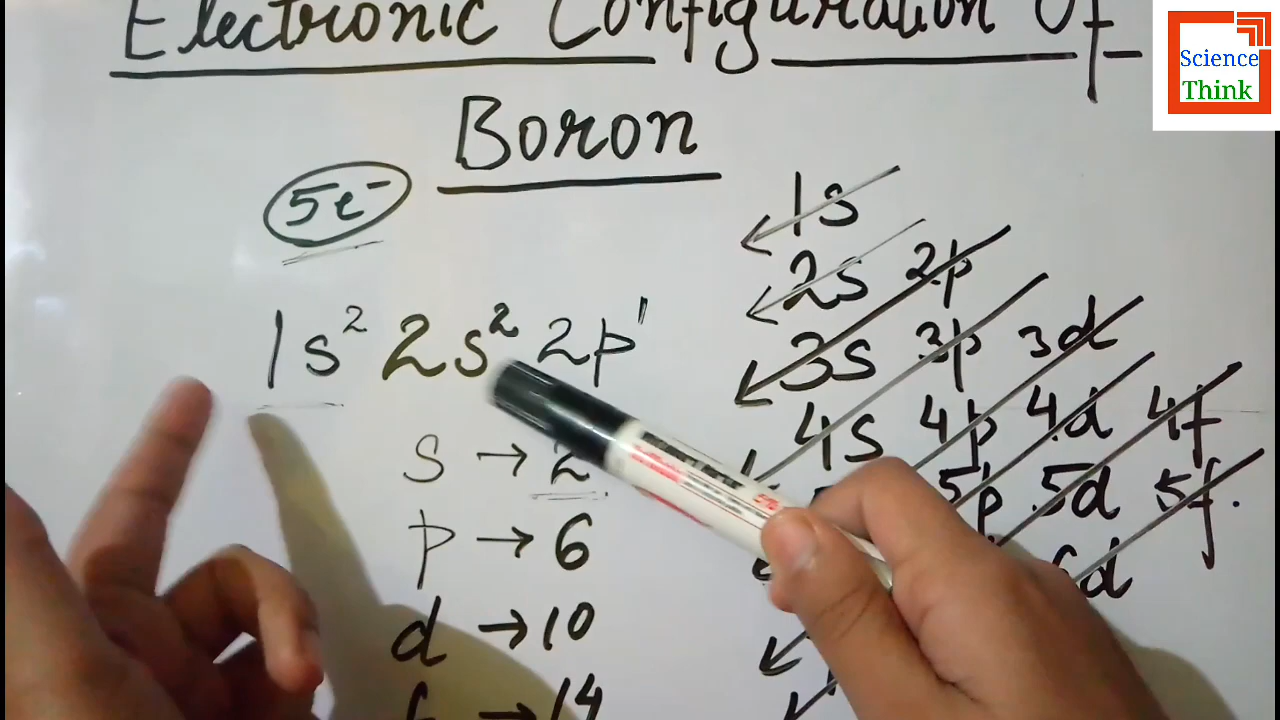 Electronic Configuration Of
Science
Think
Boron
5e⁻
1s² 2s² 2p¹
s → 2
p → 6
d → 10
f → 14
1s
2s 2p
3s 3p 3d
4s 4p 4d 4f
5p 5d 5f
6d